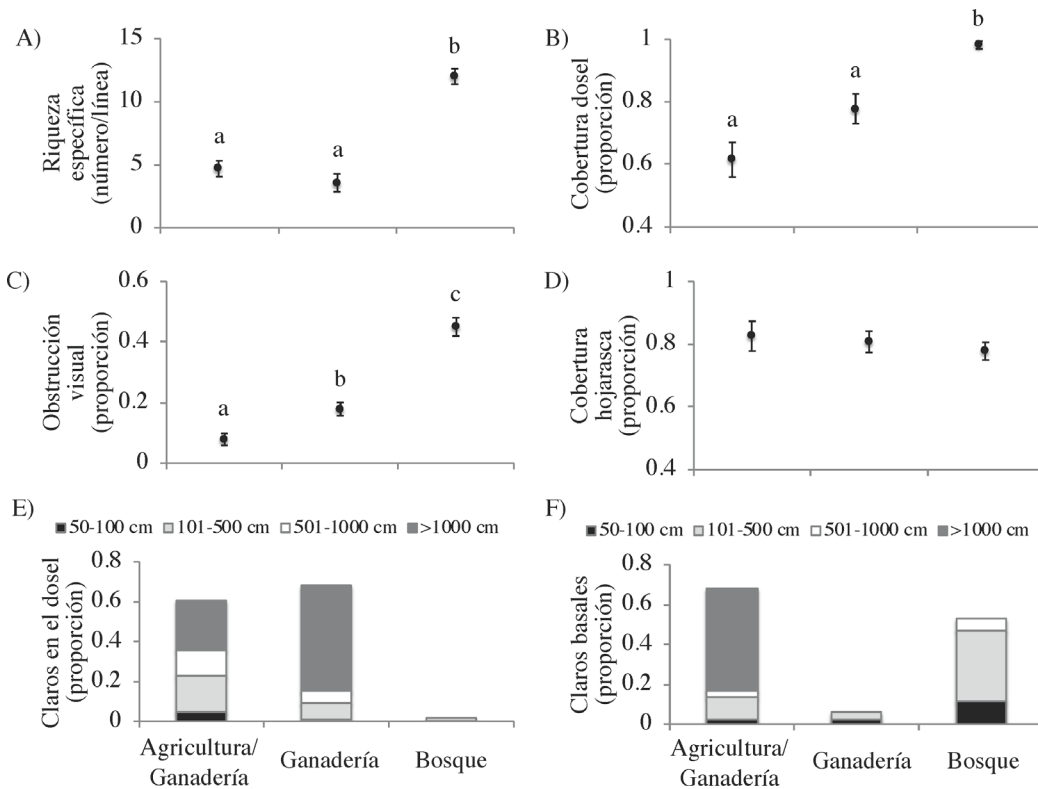 A)
Riqueza
específica
(número/línea)
15
10
5
0
a
a
b
B)
Cobertura dosel
(proporción)
1
0.8
0.6
0.4
a
a
b
C)
Obstrucción
visual
(proporción)
0.6
0.4
0.2
0
a
b
c
D)
Cobertura
hojarasca
(proporción)
1
0.8
0.6
0.4
E)
50-100 cm 101-500 cm 501-1000 cm >1000 cm
Claros en el dosel
(proporción)
0.8
0.6
0.4
0.2
0
Agricultura/
Ganadería
Ganadería
Bosque
F)
50-100 cm 101-500 cm 501-1000 cm >1000 cm
Claros basales
(proporción)
0.8
0.6
0.4
0.2
0
Agricultura/
Ganadería
Ganadería
Bosque